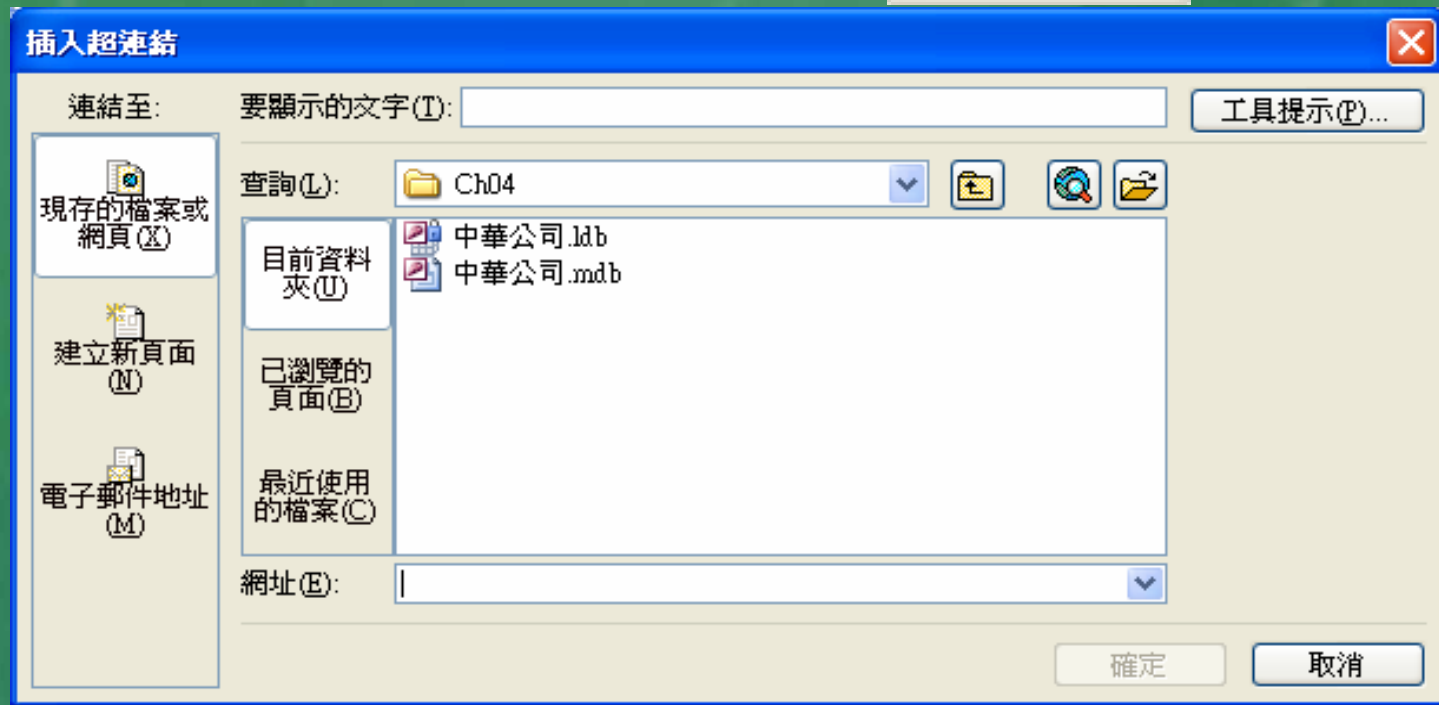 插入超連結
連結至:
要顯示的文字(T):
工具提示(P)...
現存的檔案或
網頁(X)
建立新頁面
(N)
電子郵件地址
(M)
查詢(L):
Ch04
目前資料
夾(U)
已瀏覽的
頁面(B)
最近使用
的檔案(C)
中華公司.ldb
中華公司.mdb
網址(E):
確定
取消